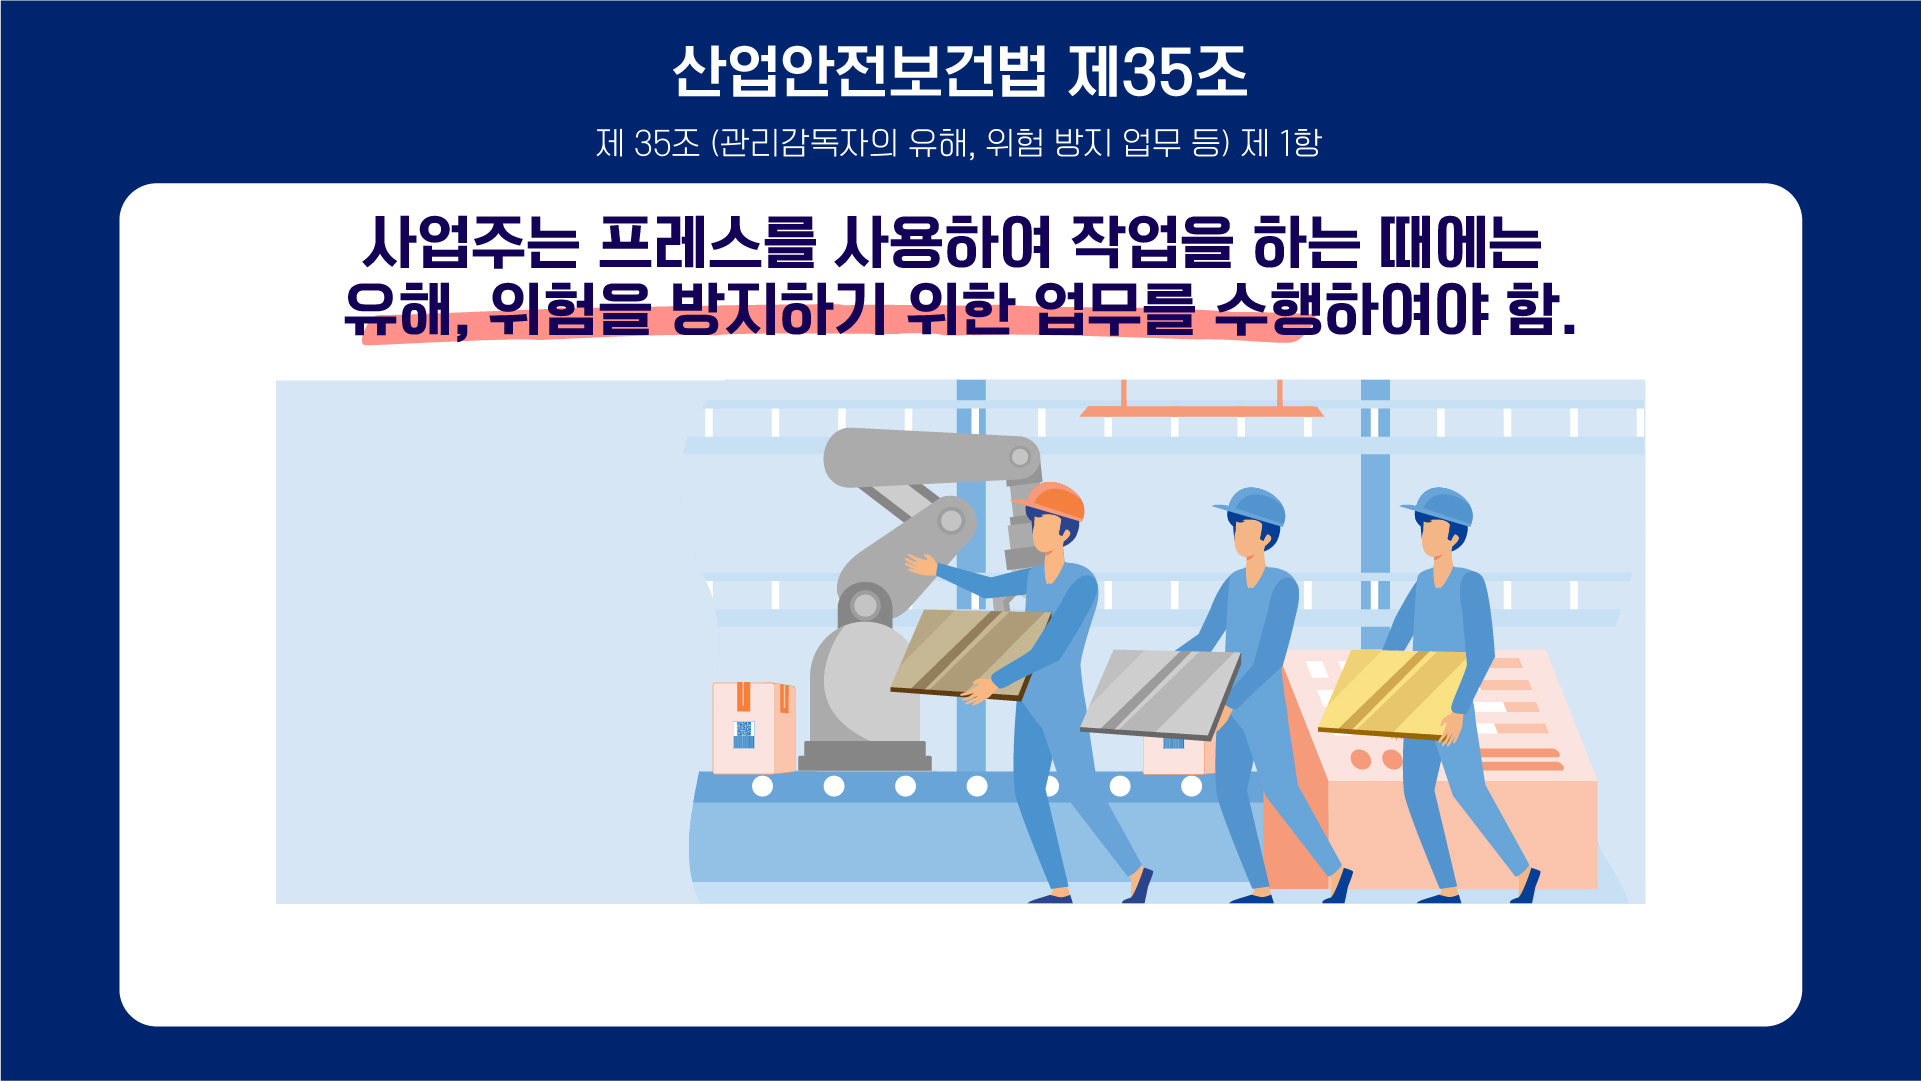 산업안전보건법 제35조
제 35조 (관리감독자의 유해, 위험 방지 업무 등) 제 1항
사업주는 프레스를 사용하여 작업을 하는 때에는
유해, 위험을 방지하기 위한 업무를 수행하여야 함.